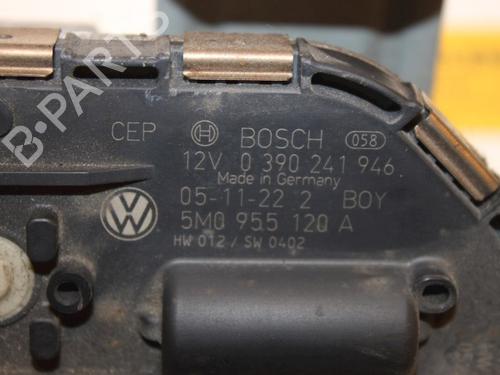 CEP BOSCH 058
12V 0 390 241 946
Made in Germany
05-11-22 2 BOY
5M0 955 120 A
HW 012 / SW 0402
B-PARTS